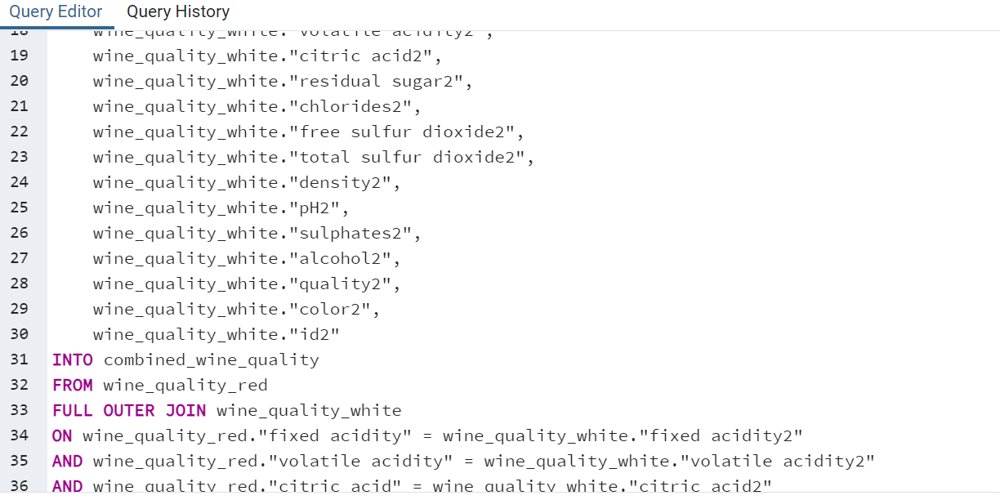 Query Editor Query History
18 wine_quality_white."volatile acidity2",
19 wine_quality_white."citric acid2",
20 wine_quality_white."residual sugar2",
21 wine_quality_white."chlorides2",
22 wine_quality_white."free sulfur dioxide2",
23 wine_quality_white."total sulfur dioxide2",
24 wine_quality_white."density2",
25 wine_quality_white."pH2",
26 wine_quality_white."sulphates2",
27 wine_quality_white."alcohol2",
28 wine_quality_white."quality2",
29 wine_quality_white."color2",
30 wine_quality_white."id2"
31 INTO combined_wine_quality
32 FROM wine_quality_red
33 FULL OUTER JOIN wine_quality_white
34 ON wine_quality_red."fixed acidity" = wine_quality_white."fixed acidity2"
35 AND wine_quality_red."volatile acidity" = wine_quality_white."volatile acidity2"
36 AND wine_quality_red."citric acid" = wine_quality_white."citric acid2"